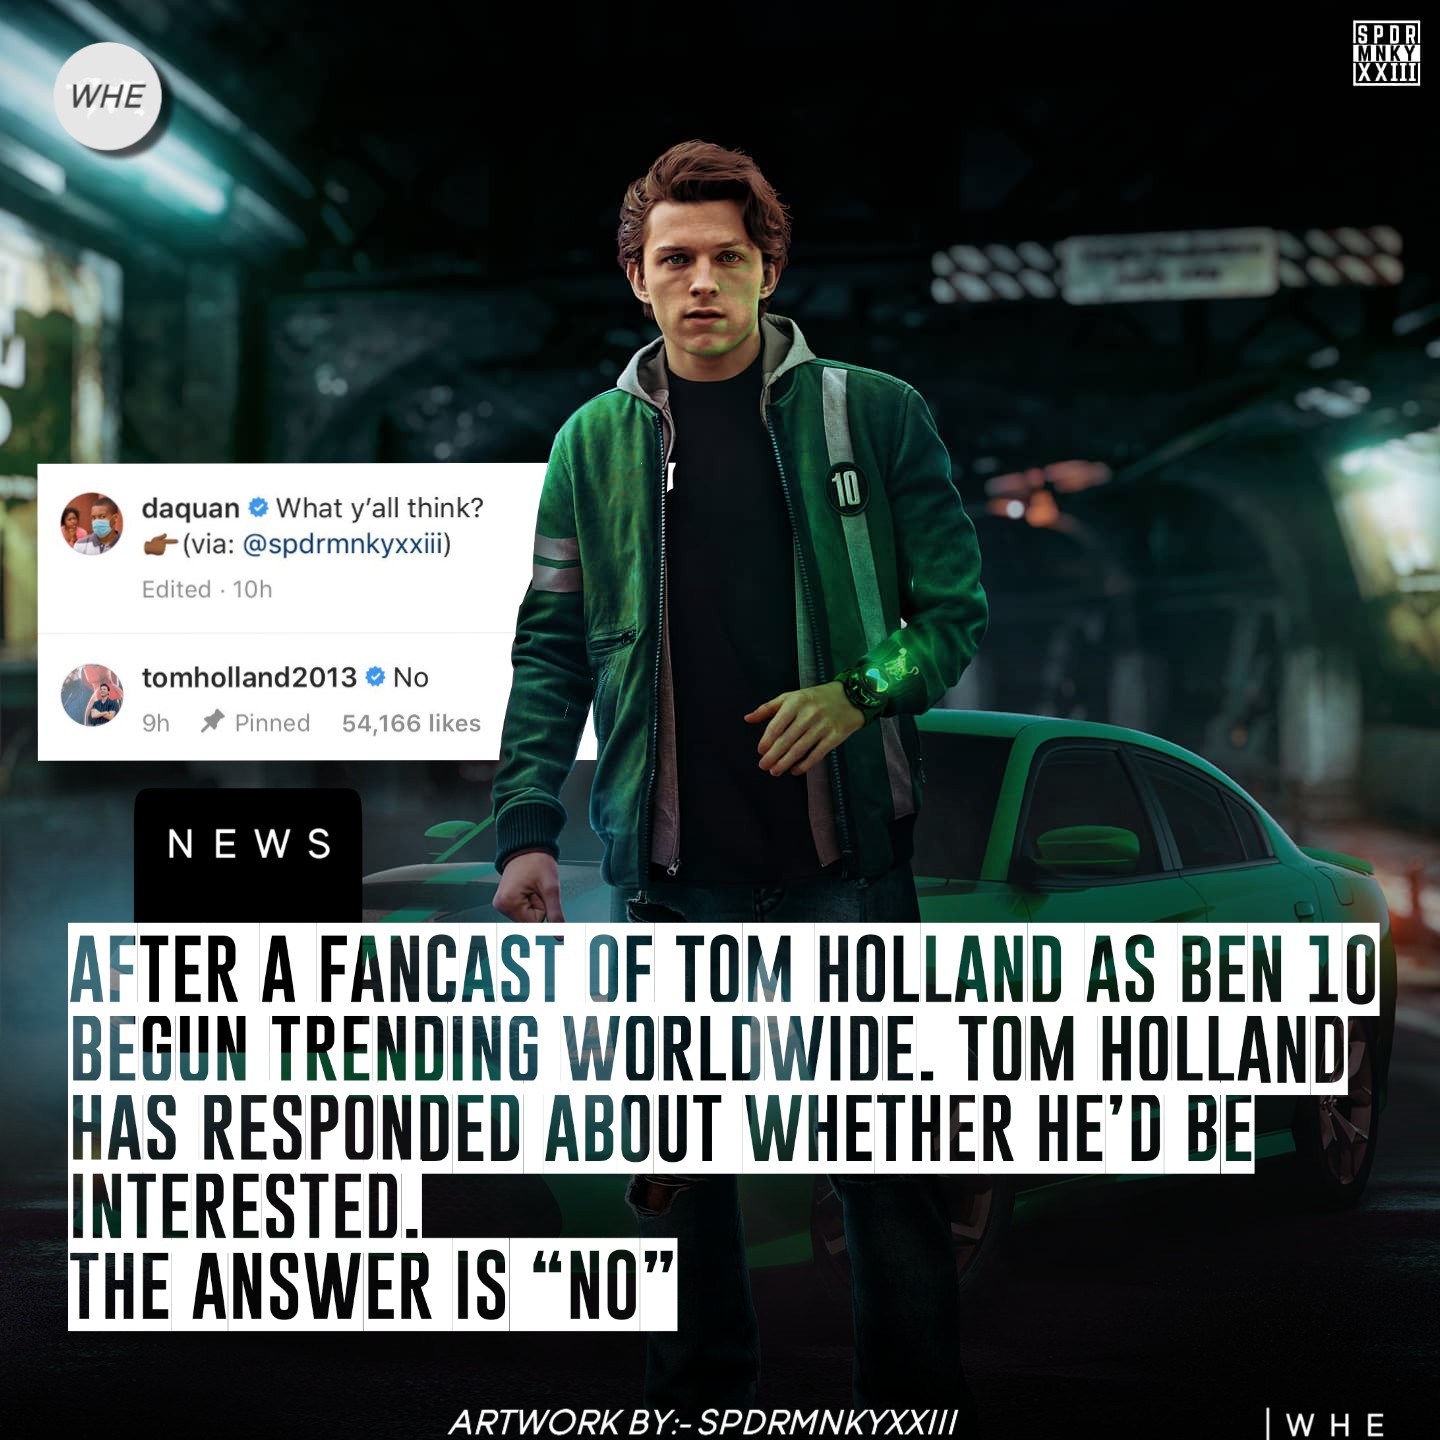 SPDR
MNKY
XXIII
WHE
10
daquan What y'all think?
(via: @spdrmnkyxxiii)
Edited · 10h
tomholland2013 No
9h Pinned 54,166 likes
NEWS
AFTER A FANCAST OF TOM HOLLAND AS BEN 10
BEGUN TRENDING WORLDWIDE. TOM HOLLAND
HAS RESPONDED ABOUT WHETHER HE'D BE
INTERESTED.
THE ANSWER IS “NO”
ARTWORK BY:- SPDRMNKYXXIII
| WHE